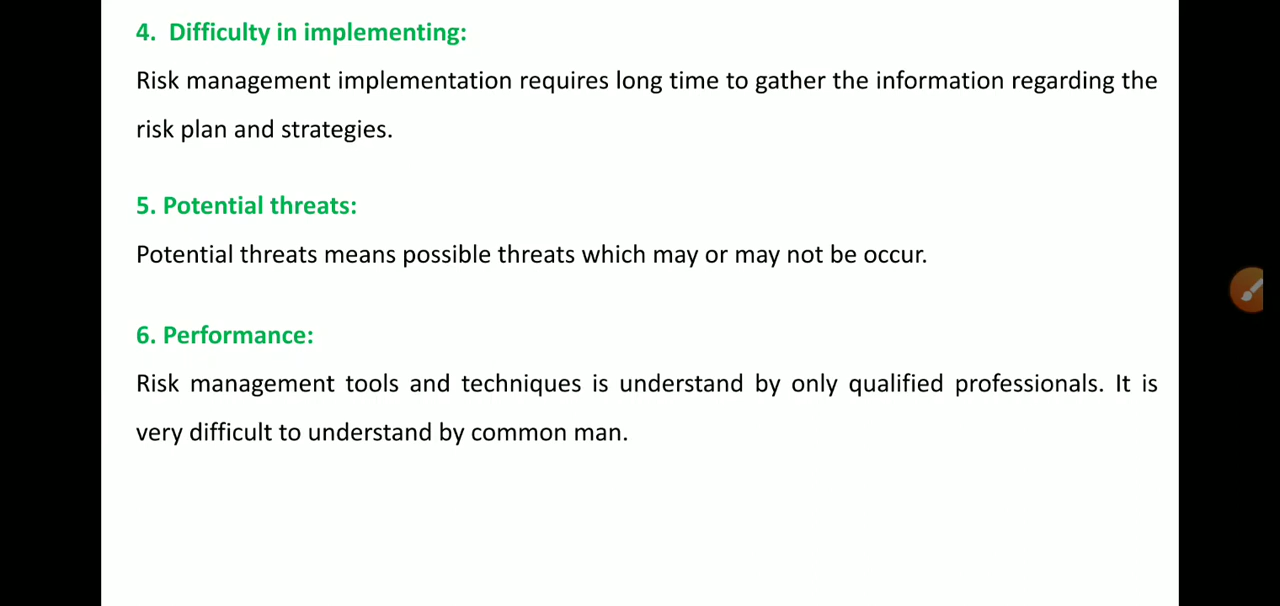 4. Difficulty in implementing:
Risk management implementation requires long time to gather the information regarding the
risk plan and strategies.
5. Potential threats:
Potential threats means possible threats which may or may not be occur.
6. Performance:
Risk management tools and techniques is understand by only qualified professionals. It is
very difficult to understand by common man.